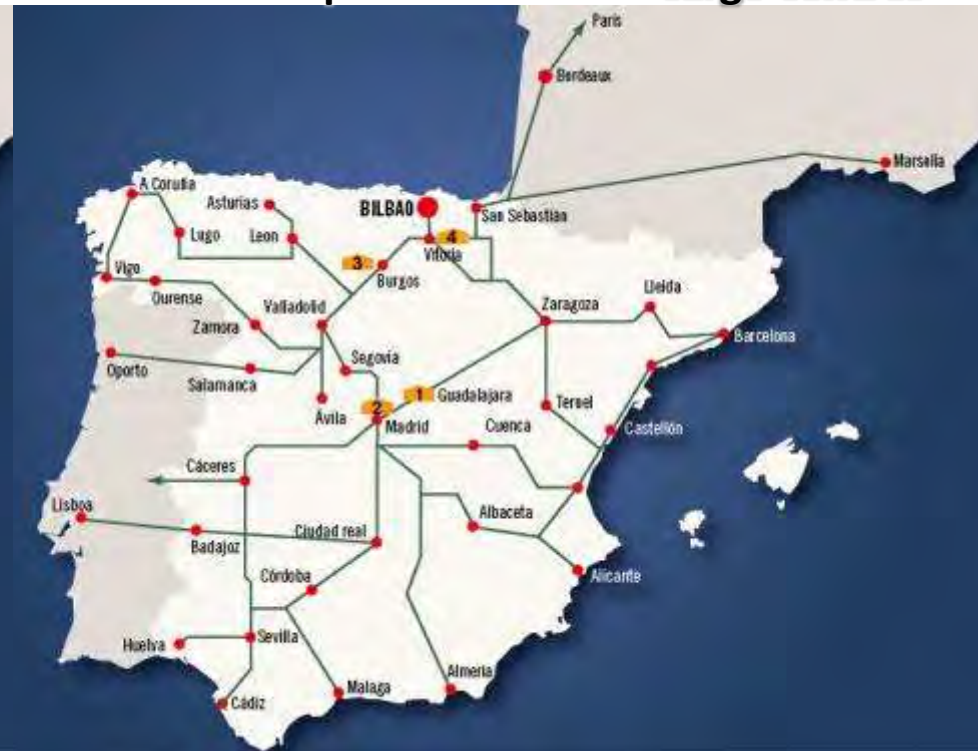 Paris
Bordeaux
Marsella
A Coruña
Asturias
BILBAO
San Sebastian
Lugo
Leon
4
Vitoria
3
Burgos
Vigo
Ourense
Valladolid
Zaragoza
Lleida
Zamora
Barcelona
Segovia
Oporto
Salamanca
1
Guadalajara
Ávila
2
Madrid
Teruel
Cuenca
Castellón
Cáceres
Lisboa
Albaceta
Badajoz
Ciudad real
Córdoba
Alicante
Huelva
Sevilla
Almeria
Malaga
Cádiz